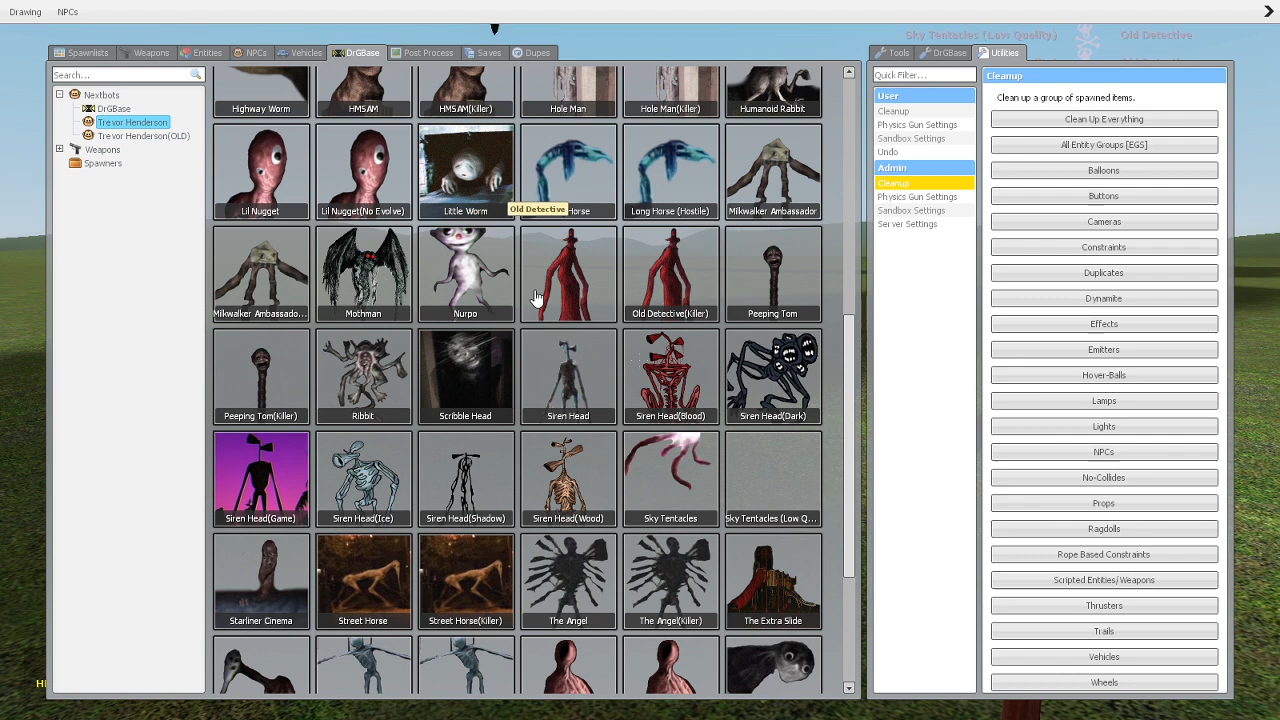 Drawing NPCs
Sky Tentacles (Low Quality) Old Detective
Spawnlists Weapons Entities NPCs Vehicles DrGBase Post Process Saves Dupes
Tools DrGBase Utilities
Search...
Nextbots
DrGBase
Trevor Henderson
Trevor Henderson(OLD)
Weapons
Spawners
Highway Worm HMSAM HMSAM(Killer) Hole Man Hole Man(Killer) Humanoid Rabbit
Lil Nugget Lil Nugget(No Evolve) Little Worm Horse Long Horse (Hostile) Milkwalker Ambassador
Old Detective
Milkwalker Ambassado... Mothman Nurpo Old Detective(Killer) Peeping Tom
Peeping Tom(Killer) Ribbit Scribble Head Siren Head Siren Head(Blood) Siren Head(Dark)
Siren Head(Game) Siren Head(Ice) Siren Head(Shadow) Siren Head(Wood) Sky Tentacles Sky Tentacles (Low Q...
Starliner Cinema Street Horse Street Horse(Killer) The Angel The Angel(Killer) The Extra Slide
Quick Filter...
User
Cleanup
Physics Gun Settings
Sandbox Settings
Undo
Admin
Cleanup
Physics Gun Settings
Sandbox Settings
Server Settings
Cleanup
Clean up a group of spawned items.
Clean Up Everything
All Entity Groups [EGS]
Balloons
Buttons
Cameras
Constraints
Duplicates
Dynamite
Effects
Emitters
Hover-Balls
Lamps
Lights
NPCs
No-Collides
Props
Ragdolls
Rope Based Constraints
Scripted Entities/Weapons
Thrusters
Trails
Vehicles
Wheels